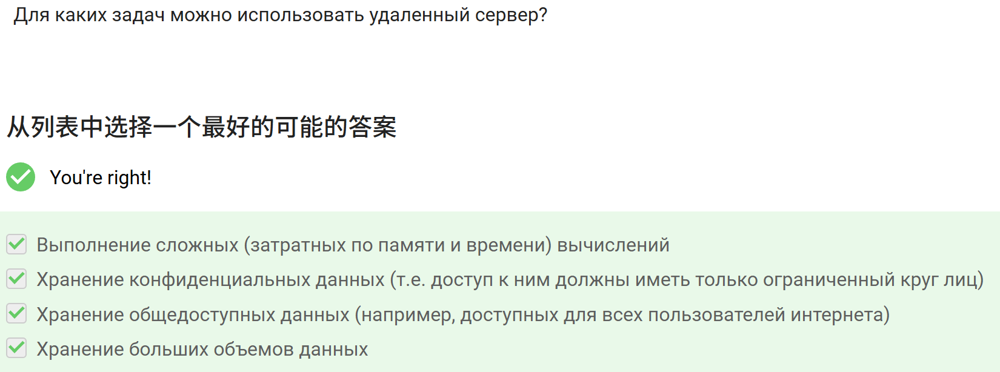 Для каких задач можно использовать удаленный сервер?
从列表中选择一个最好的可能的答案
You're right!
Выполнение сложных (затратных по памяти и времени) вычислений
Хранение конфиденциальных данных (т.е. доступ к ним должны иметь только ограниченный круг лиц)
Хранение общедоступных данных (например, доступных для всех пользователей интернета)
Хранение больших объемов данных